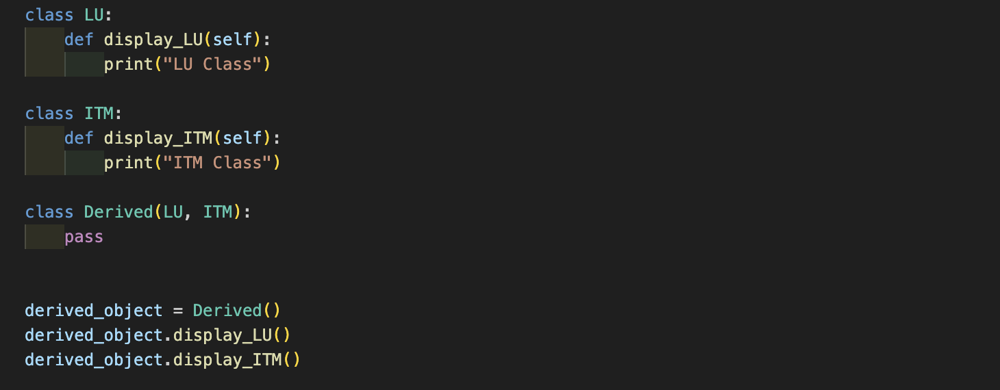 class LU:
    def display_LU(self):
        print("LU Class")

class ITM:
    def display_ITM(self):
        print("ITM Class")

class Derived(LU, ITM):
    pass


derived_object = Derived()
derived_object.display_LU()
derived_object.display_ITM()